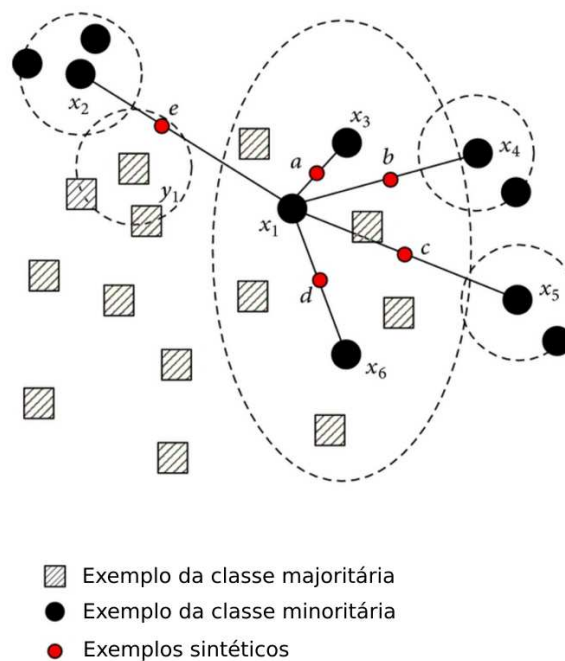 x2
e
y1
x3
a
b
x4
x1
c
d
x5
x6
Exemplo da classe majoritária
Exemplo da classe minoritária
Exemplos sintéticos